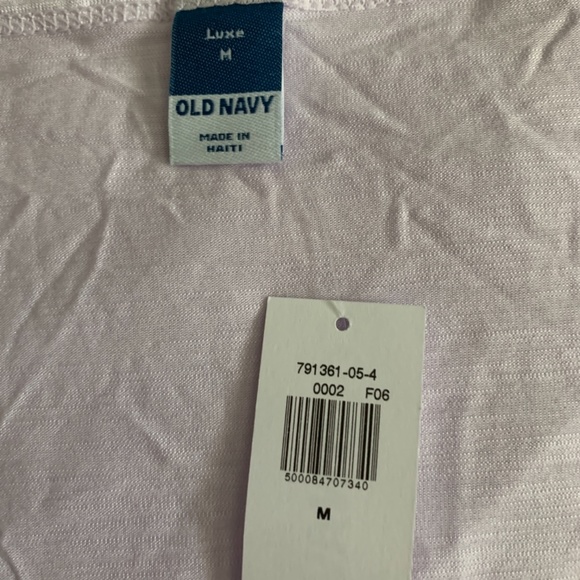 Luxe
M
OLD NAVY
MADE IN
HAITI
791361-05-4
0002 F06
500084707340
M